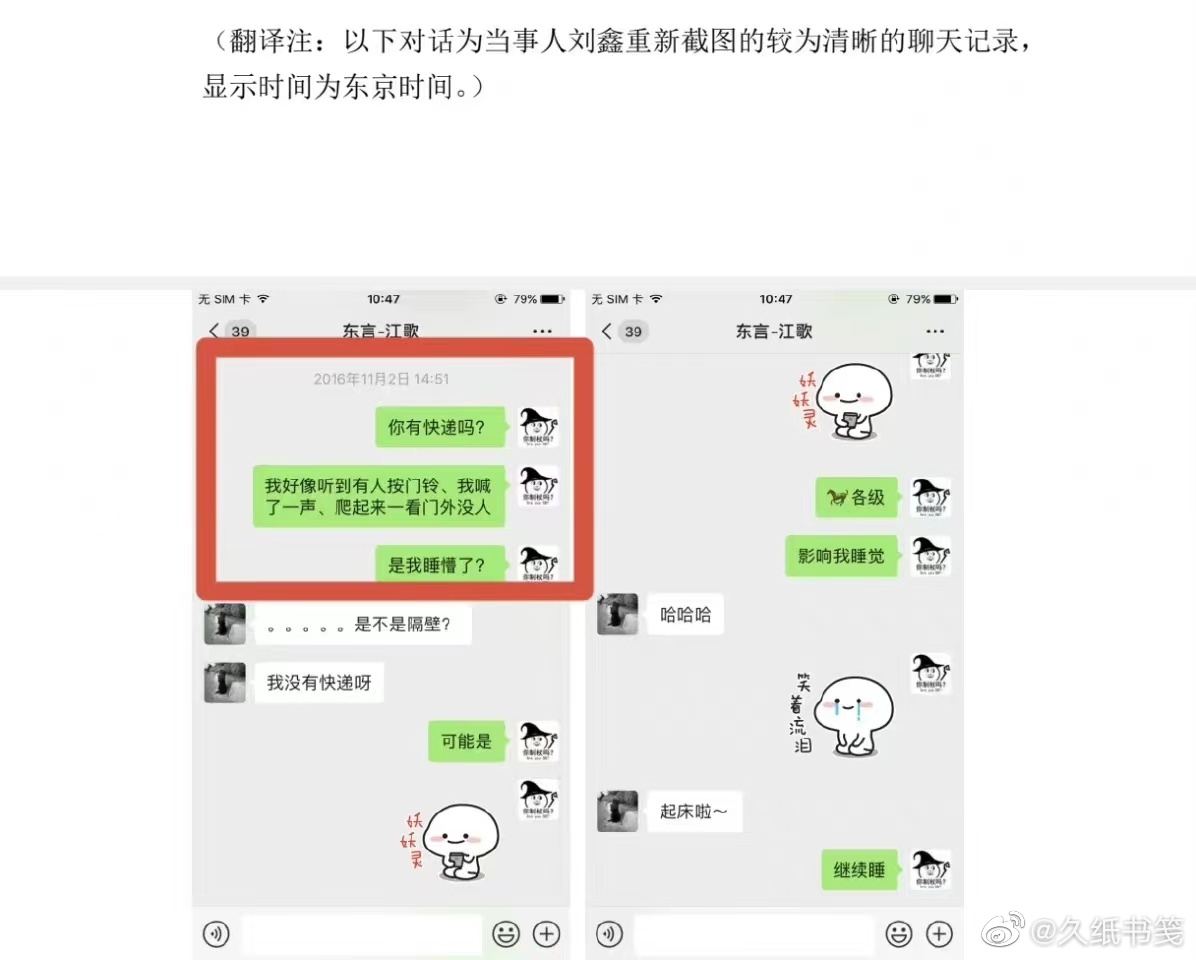 （翻译注：以下对话为当事人刘鑫重新截图的较为清晰的聊天记录，
显示时间为东京时间。）
无 SIM 卡
10:47
79%
39
东言-江歌
2016年11月2日 14:51
你有快递吗?
我好像听到有人按门铃、我喊
了一声、爬起来一看门外没人
是我睡懵了?
。。。。。是不是隔壁?
我没有快递呀
可能是
妖妖灵
无 SIM 卡
10:47
79%
39
东言-江歌
妖妖灵
🐎各级
影响我睡觉
哈哈哈
笑着流泪
起床啦～
继续睡
@久纸书笺